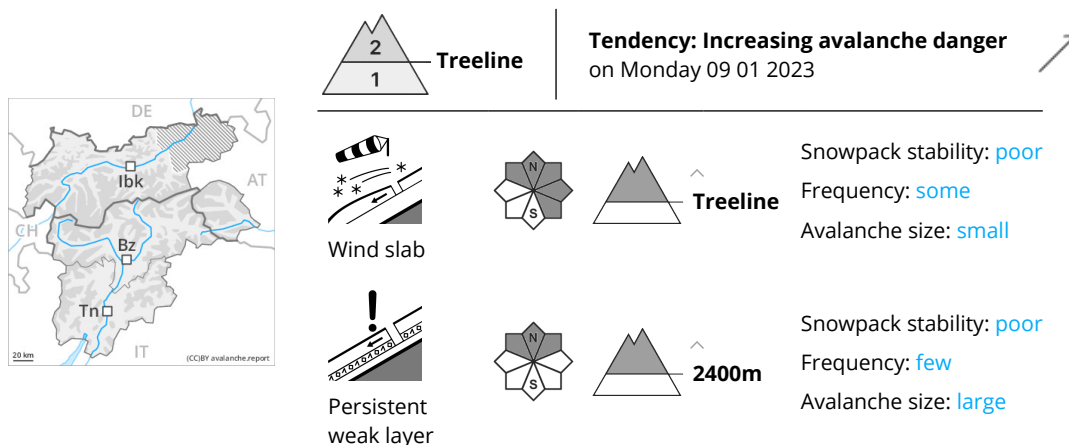 2
1
Treeline
Tendency: Increasing avalanche danger
on Monday 09 01 2023
DE
AT
CH
IT
Ibk
Bz
Tn
20 km
(CC)BY avalanche.report
Wind slab
N
S
Treeline
Snowpack stability: poor
Frequency: some
Avalanche size: small
Persistent
weak layer
N
S
2400m
Snowpack stability: poor
Frequency: few
Avalanche size: large